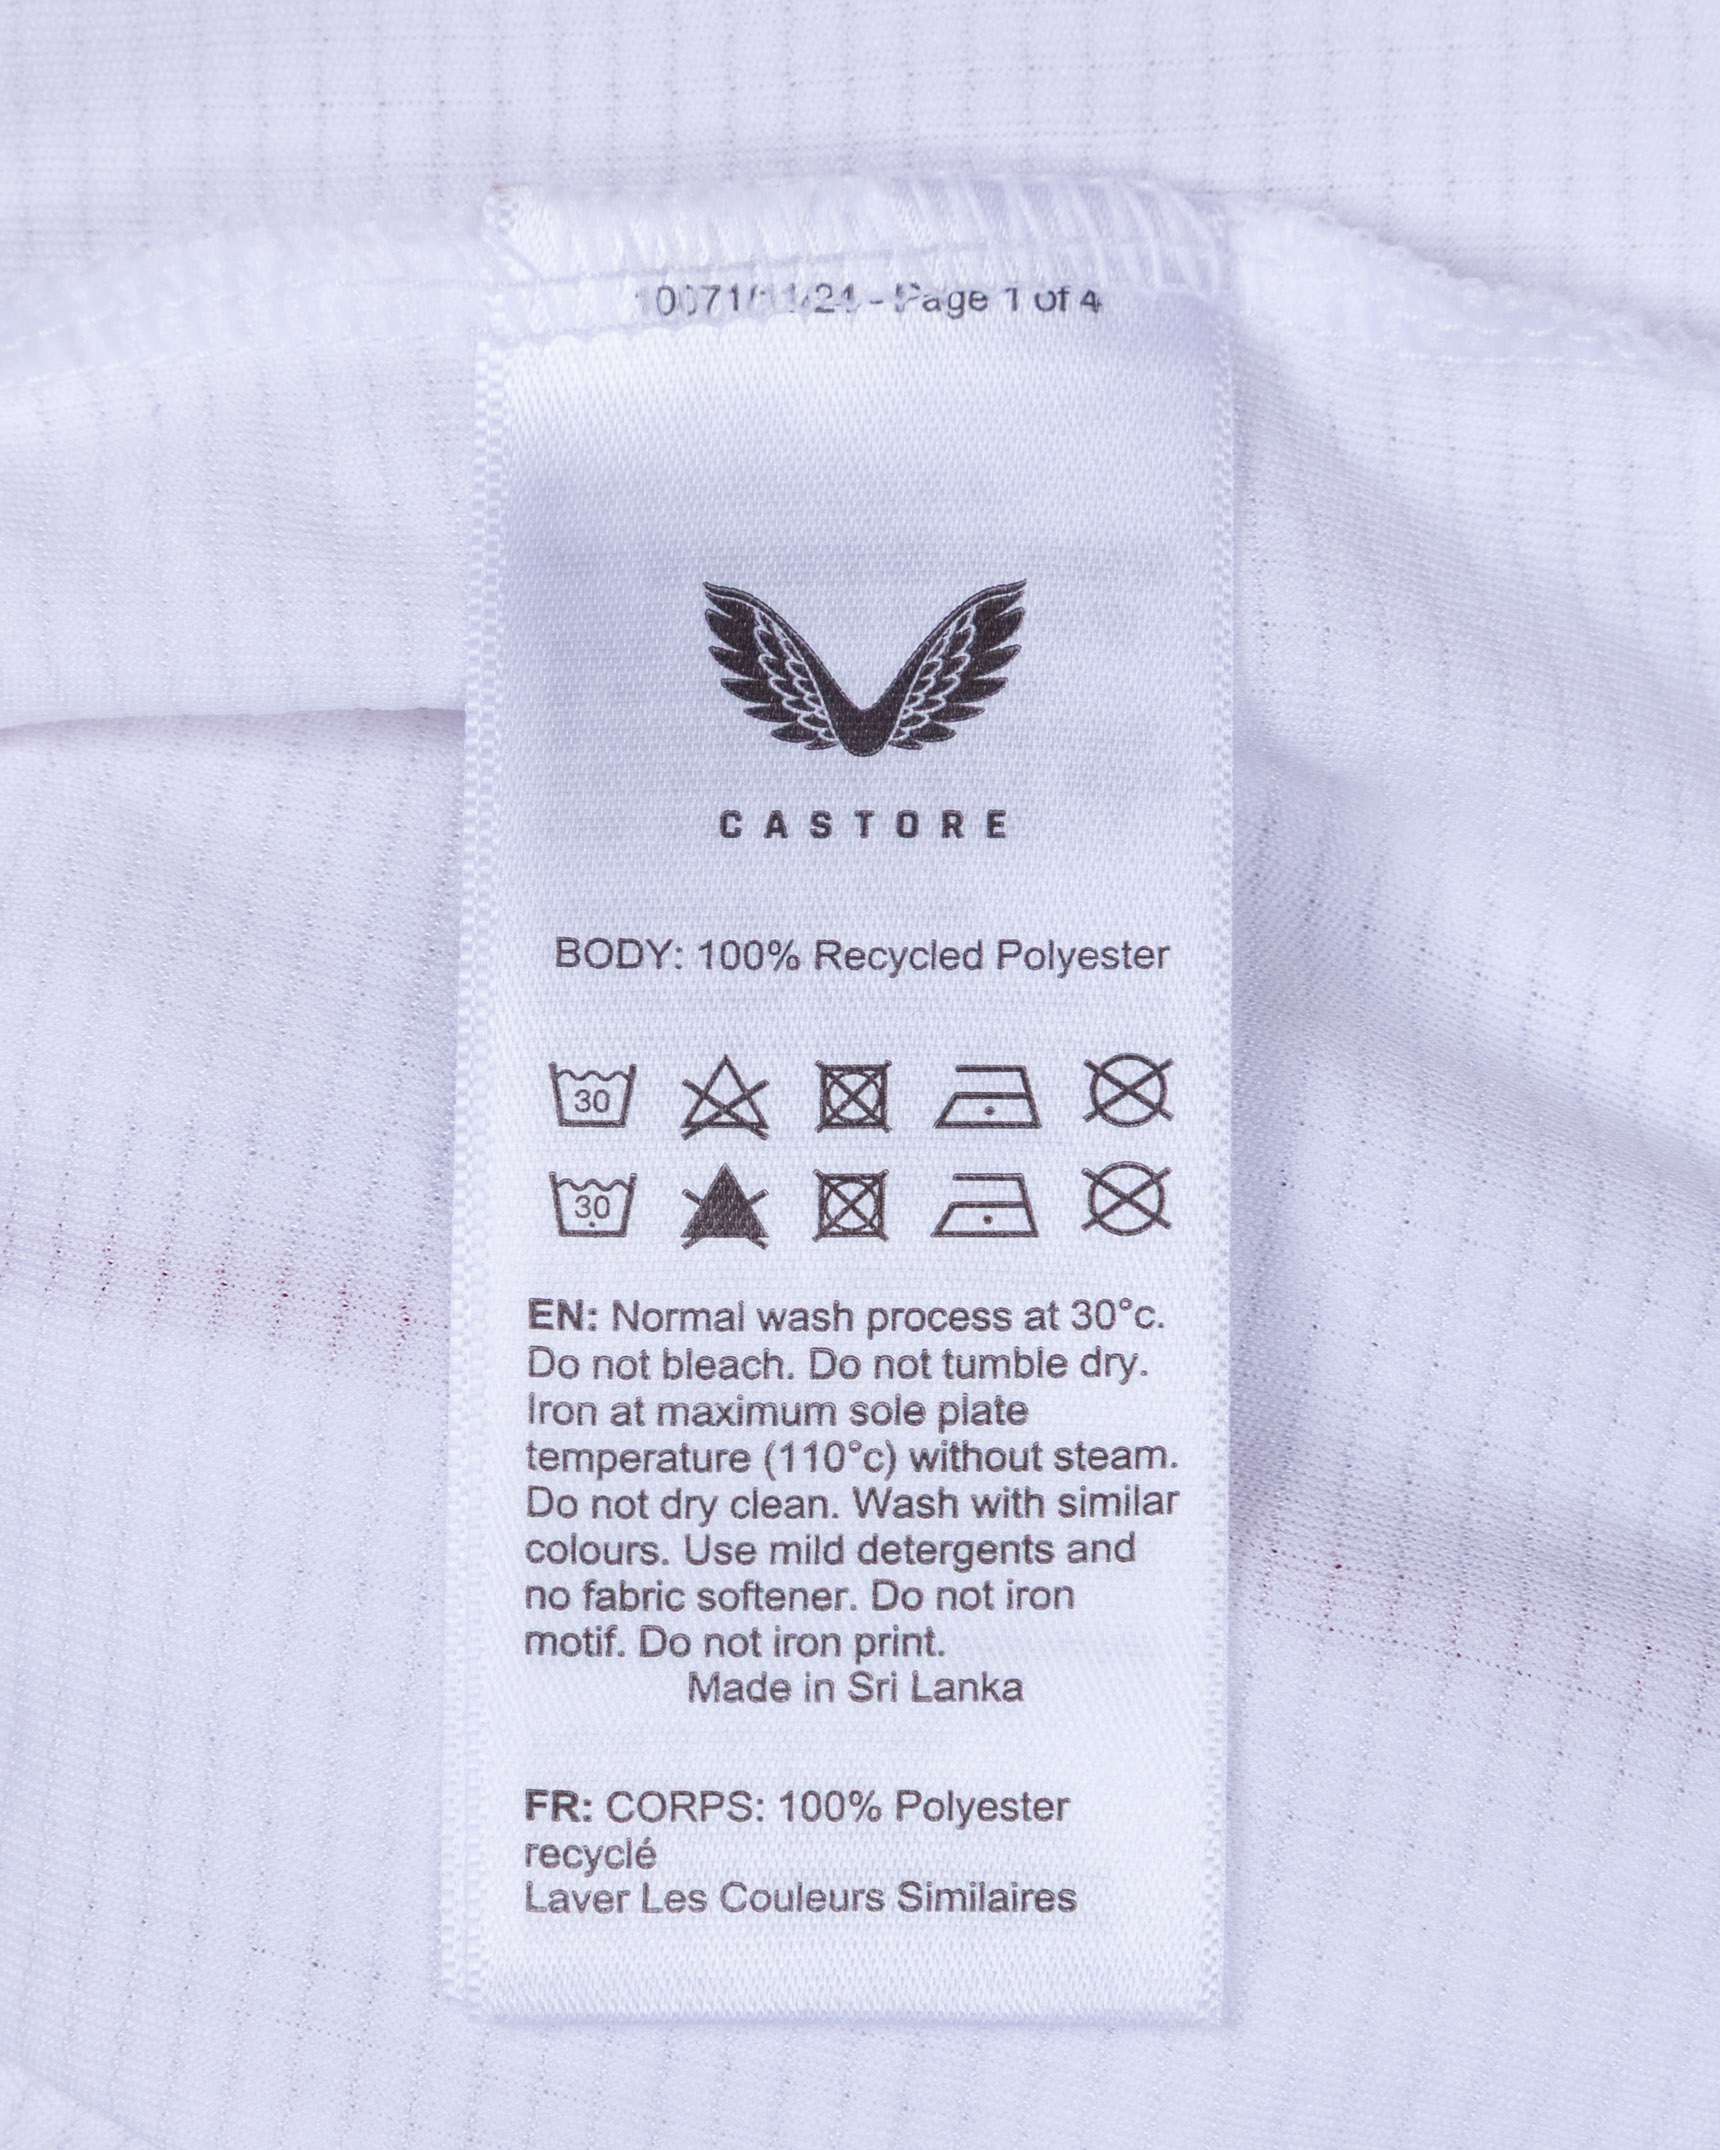 - Page 1 of 4
CASTORE
BODY: 100% Recycled Polyester
30
30
EN: Normal wash process at 30°c.
Do not bleach. Do not tumble dry.
Iron at maximum sole plate
temperature (110°c) without steam.
Do not dry clean. Wash with similar
colours. Use mild detergents and
no fabric softener. Do not iron
motif. Do not iron print.
Made in Sri Lanka
FR: CORPS: 100% Polyester
recyclé
Laver Les Couleurs Similaires